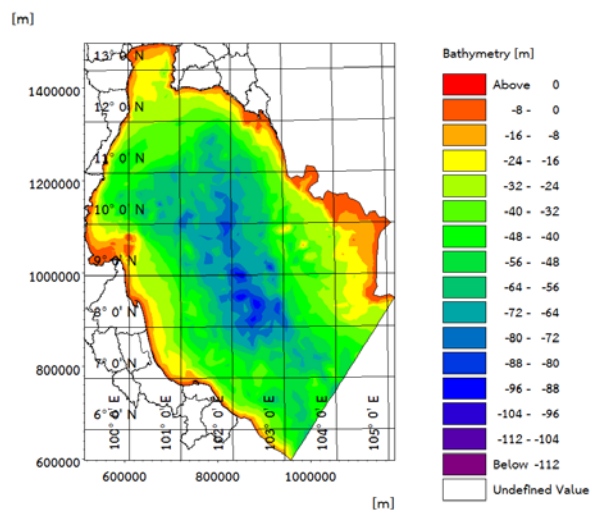 [m]
1400000
1200000
1000000
800000
600000
600000 800000 1000000
[m]
13° 0' N
12° 0' N
11° 0' N
10° 0' N
9° 0' N
8° 0' N
7° 0' N
6° 0' N
100° 0' E
101° 0' E
102° 0' E
103° 0' E
104° 0' E
105° 0' E
Bathymetry [m]
Above 0
-8 - 0
-16 - -8
-24 - -16
-32 - -24
-40 - -32
-48 - -40
-56 - -48
-64 - -56
-72 - -64
-80 - -72
-88 - -80
-96 - -88
-104 - -96
-112 - -104
Below -112
Undefined Value